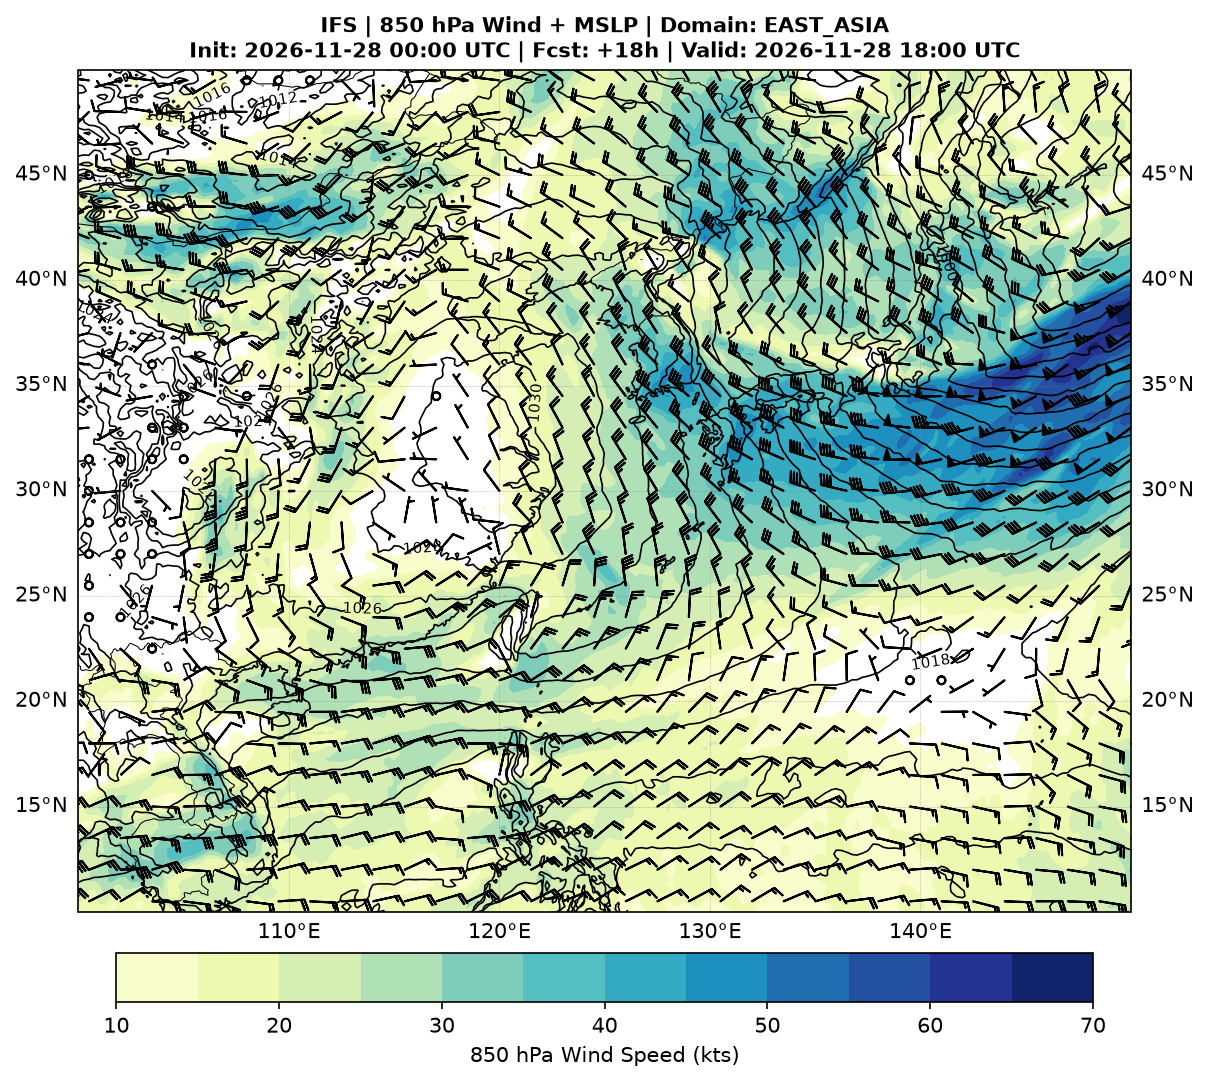 IFS | 850 hPa Wind + MSLP | Domain: EAST_ASIA
Init: 2026-11-28 00:00 UTC | Fcst: +18h | Valid: 2026-11-28 18:00 UTC
1016
1012
45°N
45°N
40°N
40°N
35°N
35°N
1030
30°N
30°N
25°N
25°N
1026
1026
1018
20°N
20°N
15°N
15°N
110°E
120°E
130°E
140°E
10
20
30
40
50
60
70
850 hPa Wind Speed (kts)